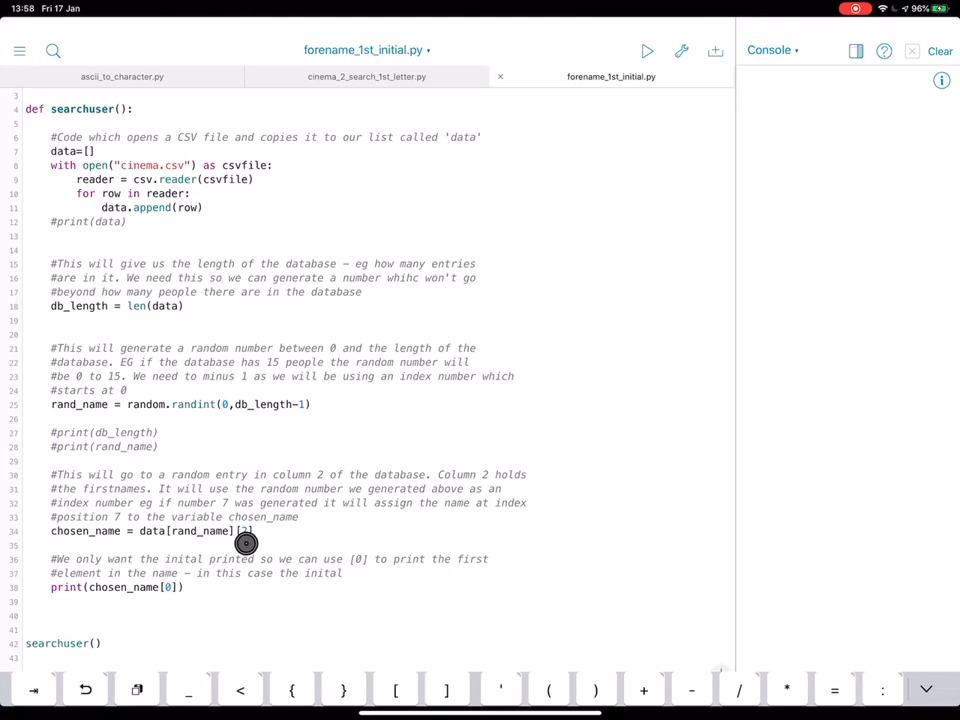 13:58 Fri 17 Jan 96%
forename_1st_initial.py Console Clear
ascii_to_character.py cinema_2_search_1st_letter.py forename_1st_initial.py
3
4 def searchuser():
5
6 #Code which opens a CSV file and copies it to our list called 'data'
7 data=[]
8 with open("cinema.csv") as csvfile:
9 reader = csv.reader(csvfile)
10 for row in reader:
11 data.append(row)
12 #print(data)
13
14
15 #This will give us the length of the database - eg how many entries
16 #are in it. We need this so we can generate a number whihc won't go
17 #beyond how many people there are in the database
18 db_length = len(data)
19
20
21 #This will generate a random number between 0 and the length of the
22 #database. EG if the database has 15 people the random number will
23 #be 0 to 15. We need to minus 1 as we will be using an index number which
24 #starts at 0
25 rand_name = random.randint(0,db_length-1)
26
27 #print(db_length)
28 #print(rand_name)
29
30 #This will go to a random entry in column 2 of the database. Column 2 holds
31 #the firstnames. It will use the random number we generated above as an
32 #index number eg if number 7 was generated it will assign the name at index
33 #position 7 to the variable chosen_name
34 chosen_name = data[rand_name][2]
35
36 #We only want the inital printed so we can use [0] to print the first
37 #element in the name - in this case the inital
38 print(chosen_name[0])
39
40
41
42 searchuser()
43
_ < { } [ ] ' ( ) + - / * = :